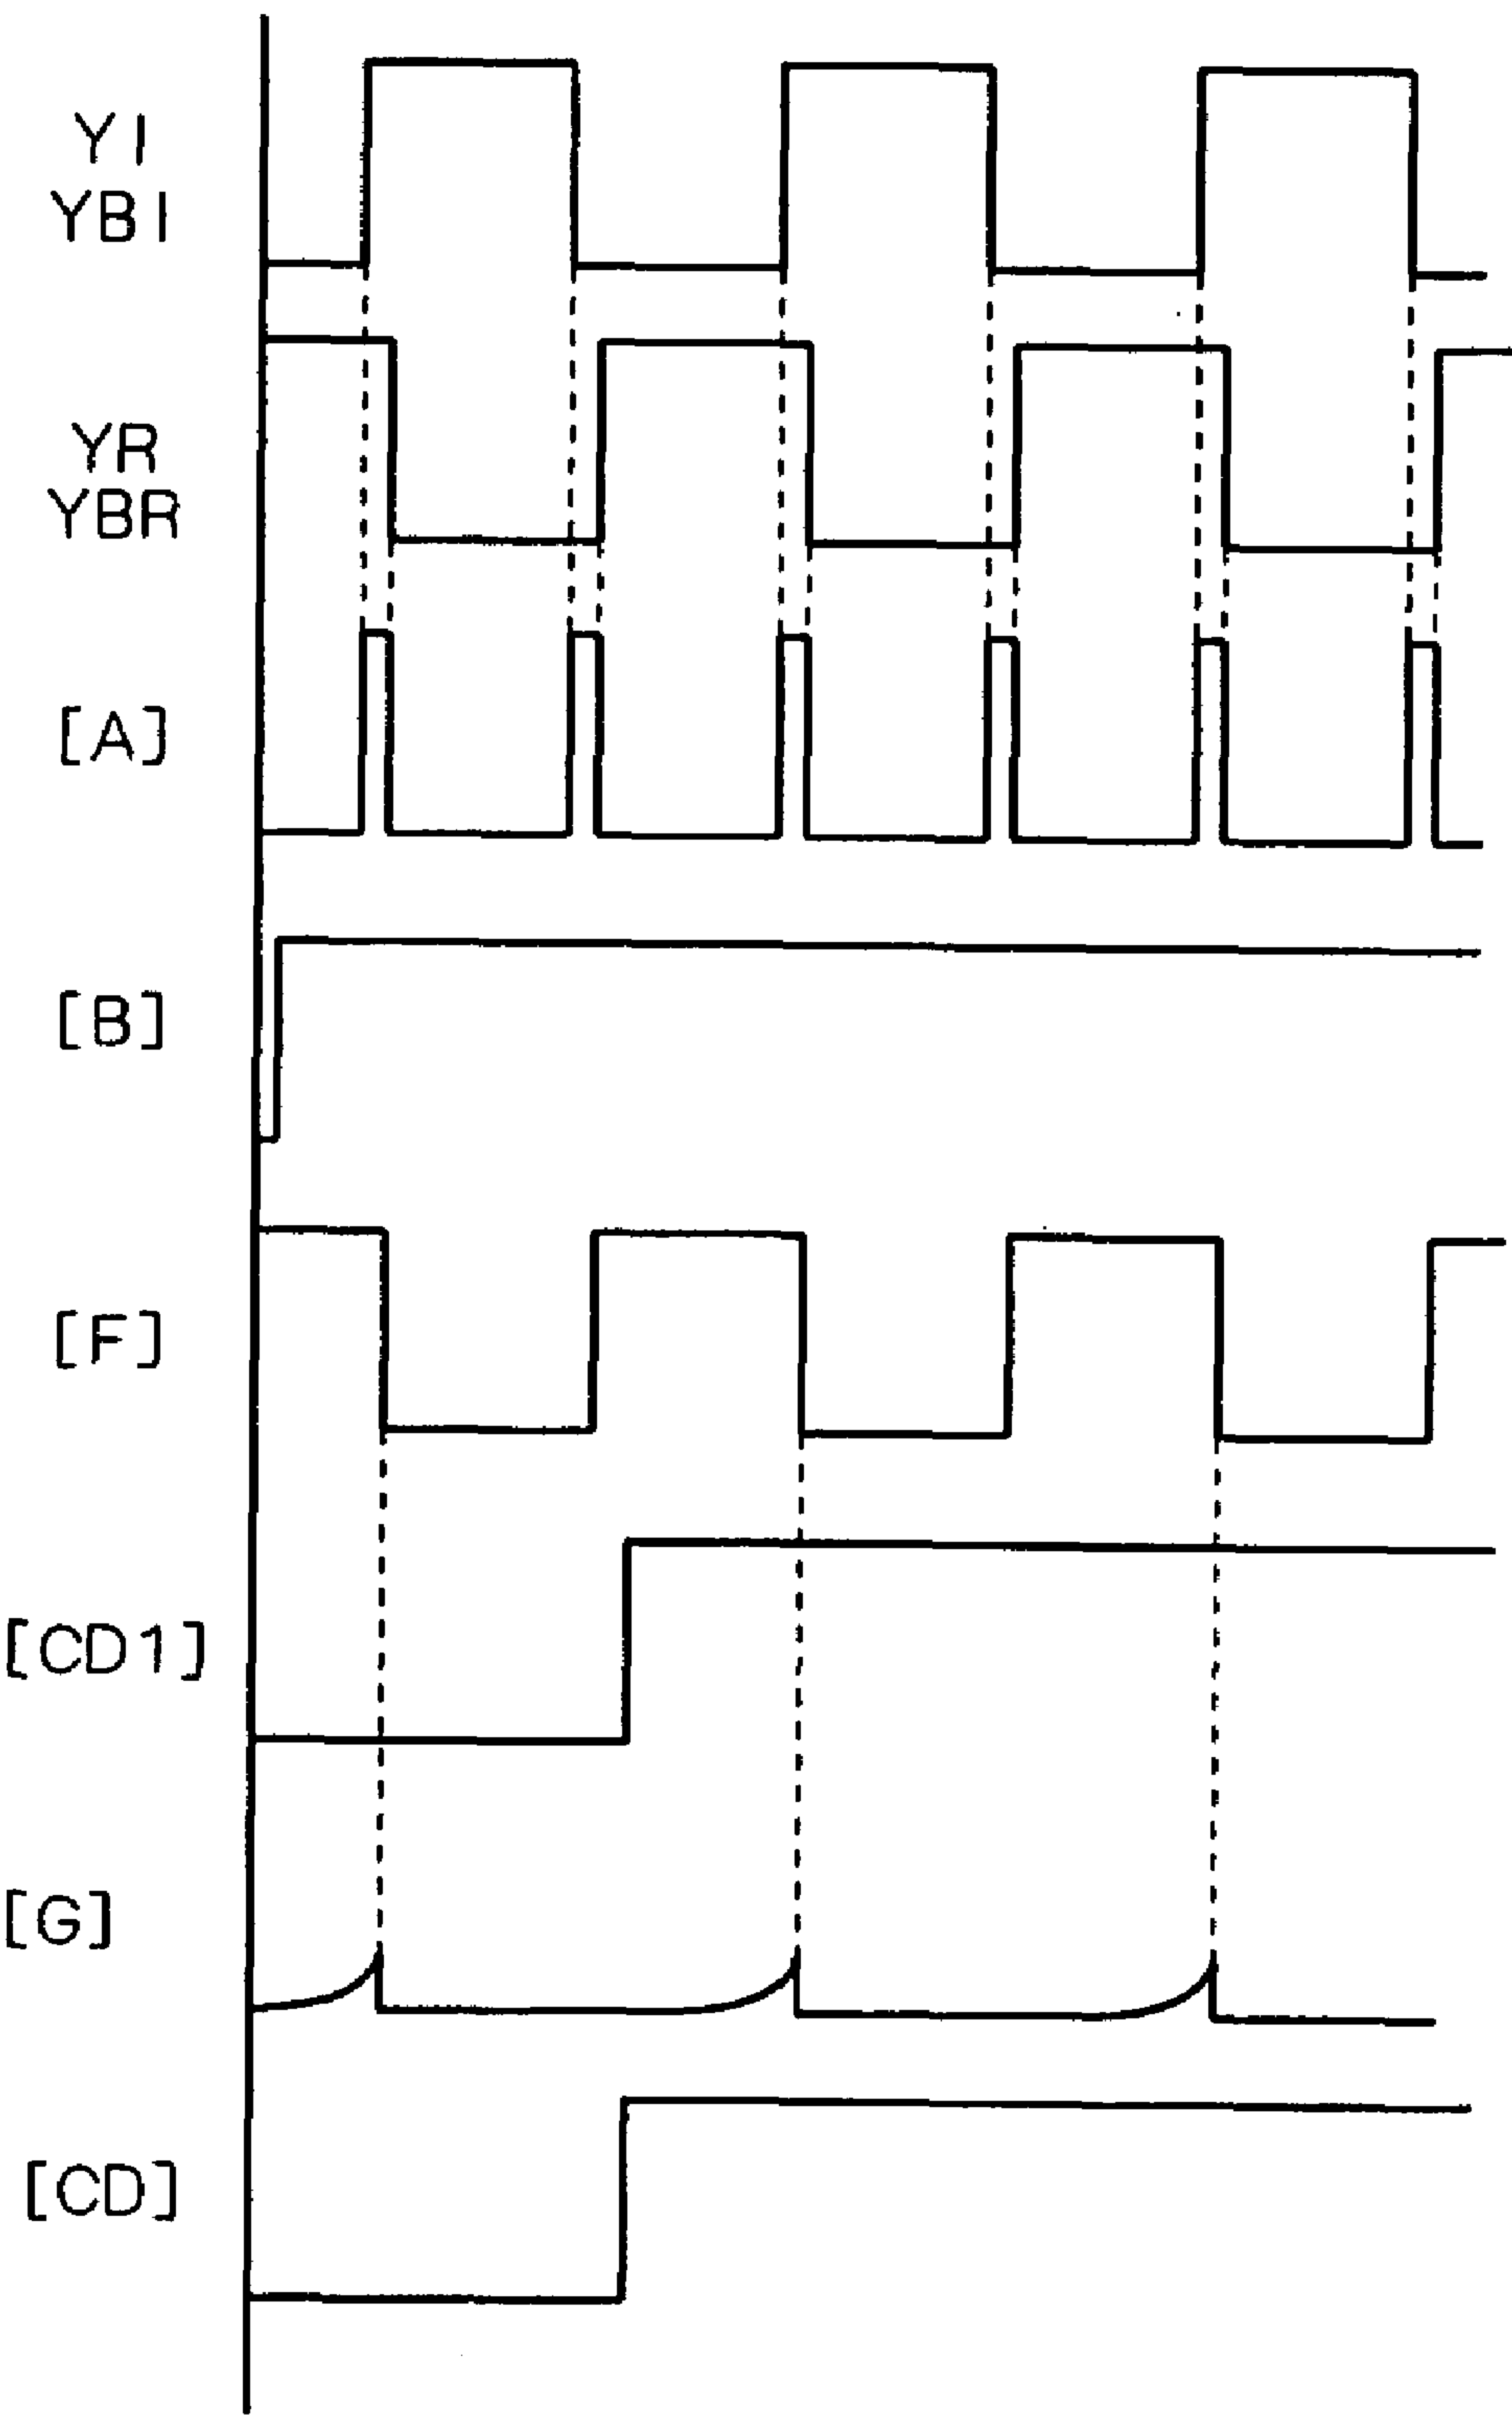 YI
YBI
YR
YBR
[A]
[B]
[F]
[CD1]
[G]
[CD]